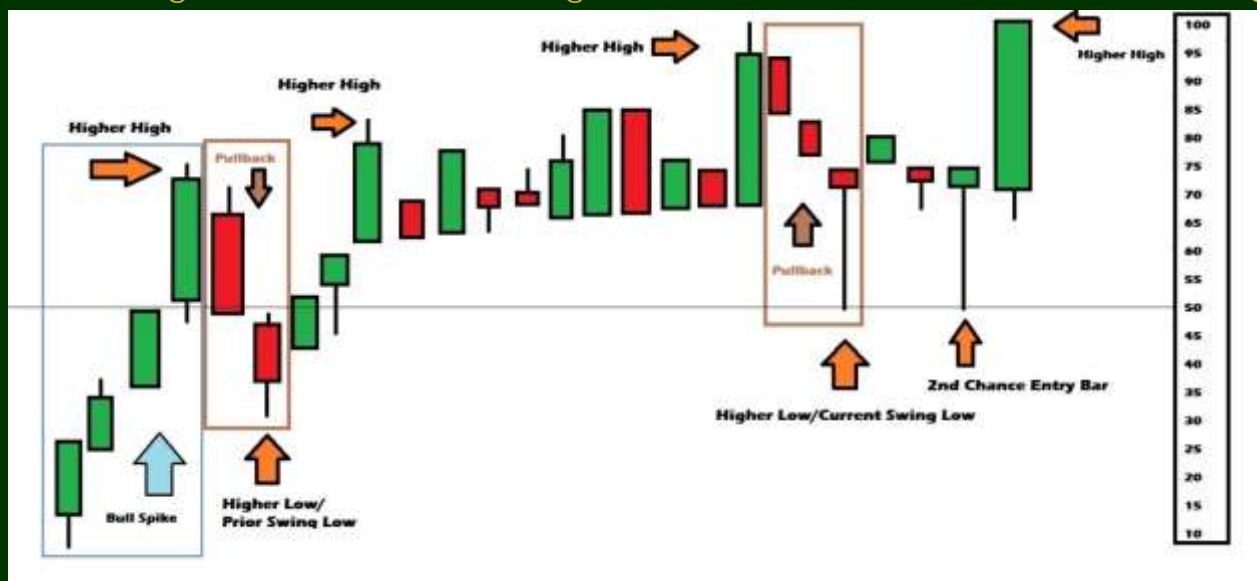 Higher High
Pullback
Bull Spike
Higher Low/
Prior Swing Low
Higher High
Higher High
Pullback
Higher Low/Current Swing Low
2nd Chance Entry Bar
Higher High
100
95
90
85
80
75
70
65
60
55
50
45
40
35
30
25
20
15
10